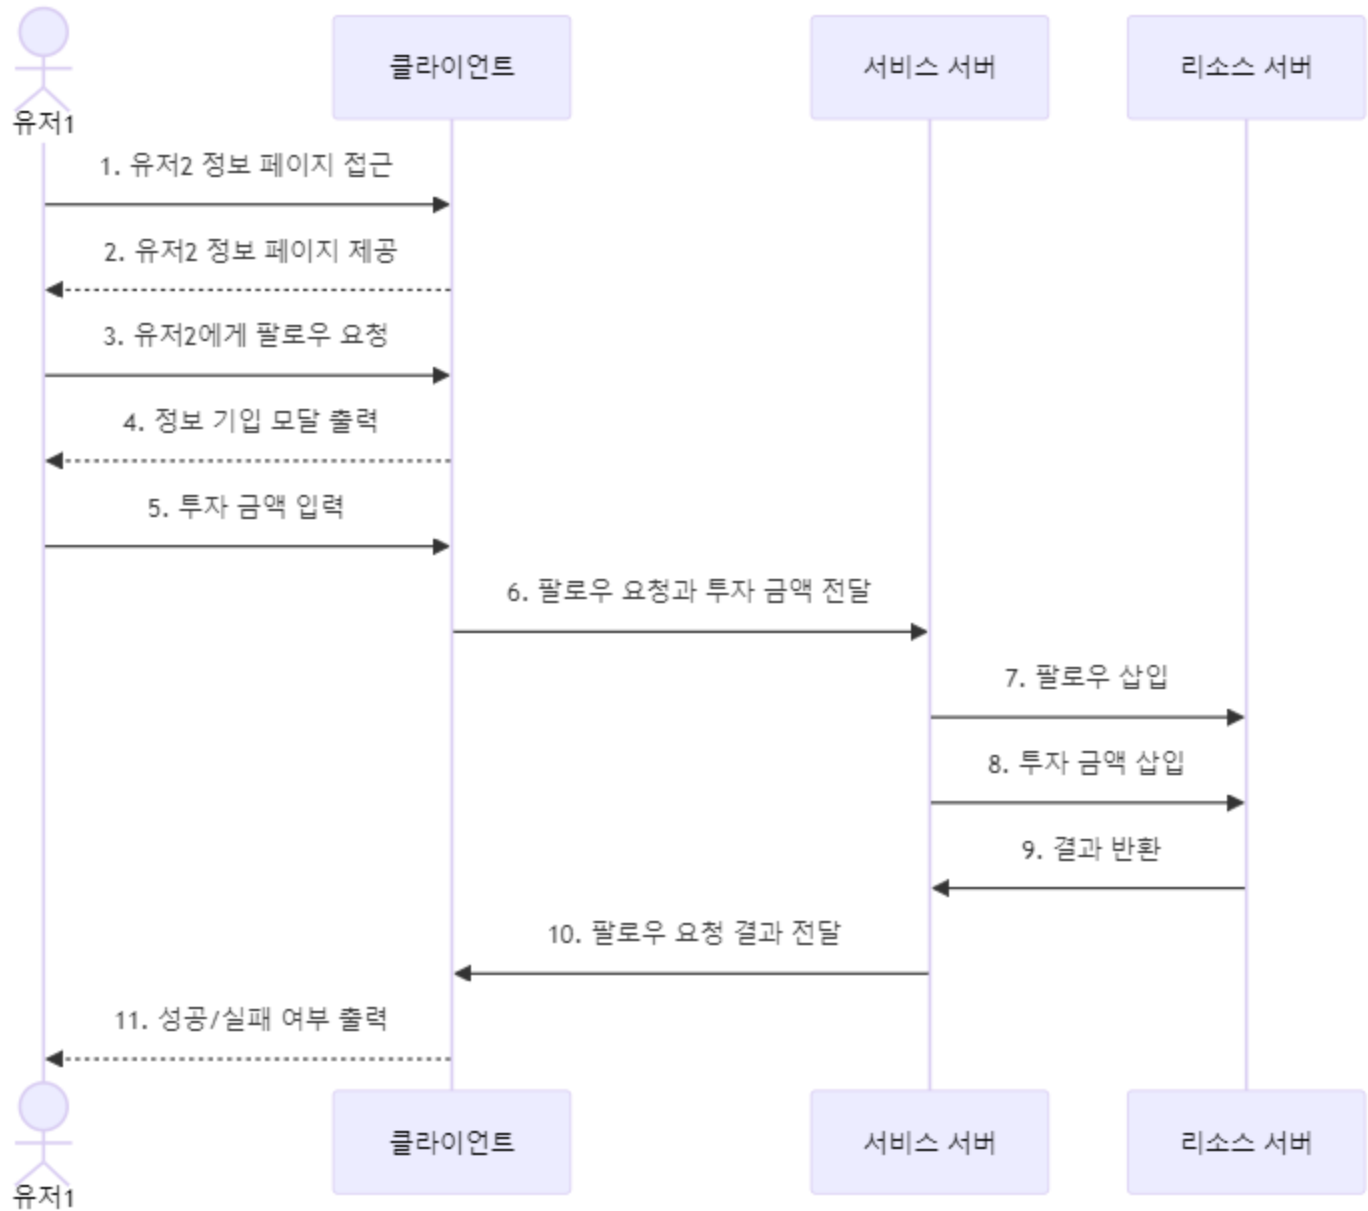 클라이언트
서비스 서버
리소스 서버
유저1
1. 유저2 정보 페이지 접근
2. 유저2 정보 페이지 제공
3. 유저2에게 팔로우 요청
4. 정보 기입 모달 출력
5. 투자 금액 입력
6. 팔로우 요청과 투자 금액 전달
7. 팔로우 삽입
8. 투자 금액 삽입
9. 결과 반환
10. 팔로우 요청 결과 전달
11. 성공/실패 여부 출력
클라이언트
서비스 서버
리소스 서버
유저1